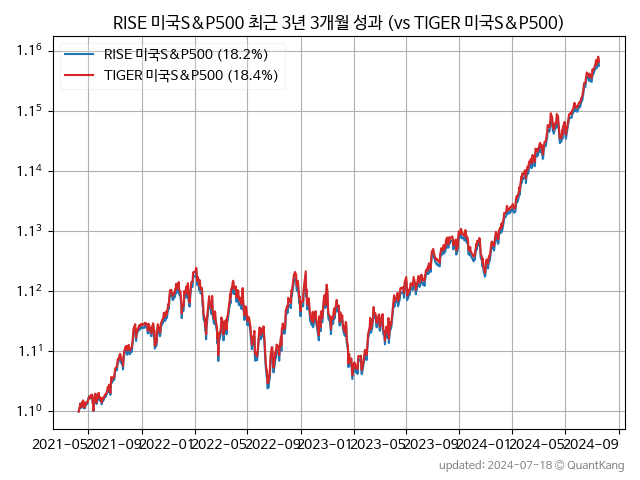 RISE 미국S&P500 최근 3년 3개월 성과 (vs TIGER 미국S&P500)
RISE 미국S&P500 (18.2%)
TIGER 미국S&P500 (18.4%)
1.1⁶
1.1⁵
1.1⁴
1.1³
1.1²
1.1¹
1.1⁰
2021-05 2021-09 2022-01 2022-05 2022-09 2023-01 2023-05 2023-09 2024-01 2024-05 2024-09
updated: 2024-07-18 © QuantKang